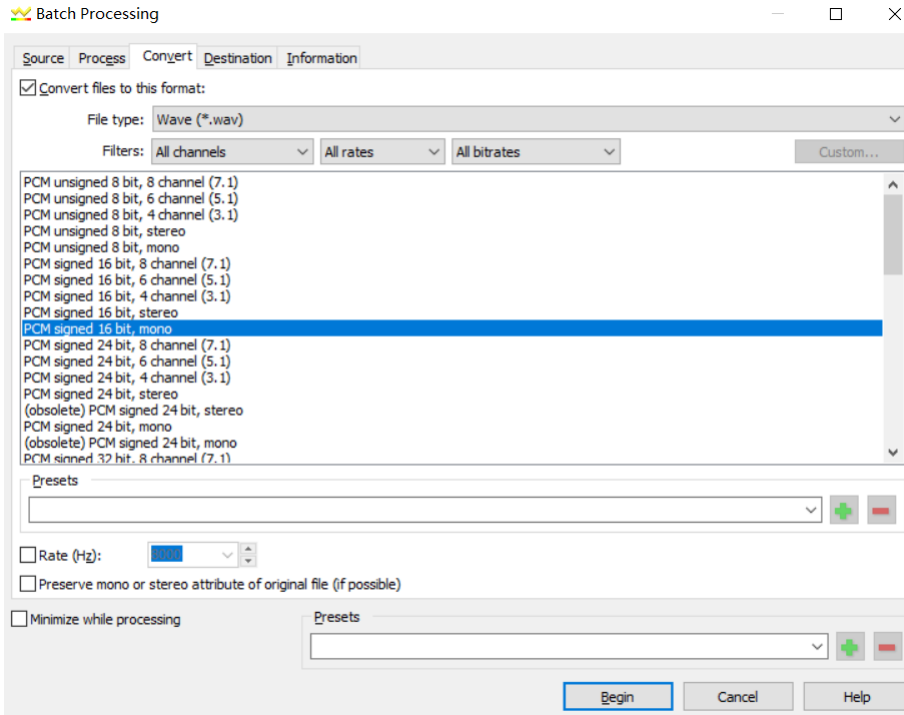 Batch Processing
Source Process Convert Destination Information
Convert files to this format:
File type: Wave (*.wav)
Filters: All channels All rates All bitrates Custom...
PCM unsigned 8 bit, 8 channel (7.1)
PCM unsigned 8 bit, 6 channel (5.1)
PCM unsigned 8 bit, 4 channel (3.1)
PCM unsigned 8 bit, stereo
PCM unsigned 8 bit, mono
PCM signed 16 bit, 8 channel (7.1)
PCM signed 16 bit, 6 channel (5.1)
PCM signed 16 bit, 4 channel (3.1)
PCM signed 16 bit, stereo
PCM signed 16 bit, mono
PCM signed 24 bit, 8 channel (7.1)
PCM signed 24 bit, 6 channel (5.1)
PCM signed 24 bit, 4 channel (3.1)
PCM signed 24 bit, stereo
(obsolete) PCM signed 24 bit, stereo
PCM signed 24 bit, mono
(obsolete) PCM signed 24 bit, mono
PCM signed 32 bit, 8 channel (7.1)
Presets
Rate (Hz): 8000
Preserve mono or stereo attribute of original file (if possible)
Minimize while processing
Presets
Begin Cancel Help